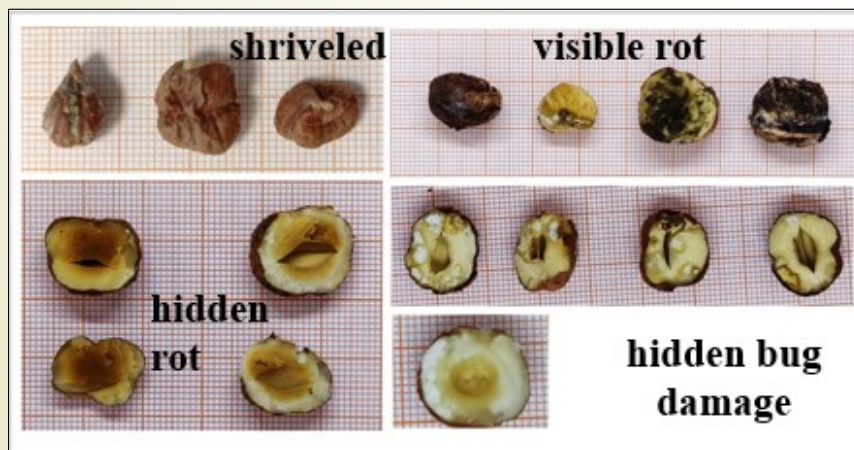 shriveled
visible rot
hidden
rot
hidden bug
damage